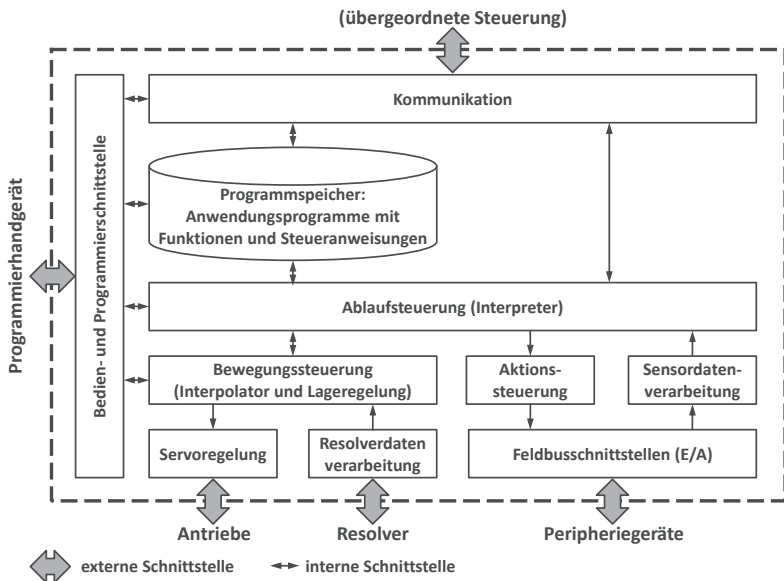 (übergeordnete Steuerung)
Kommunikation
Programmierhandgerät
Bedien- und Programmierschnittstelle
Programmspeicher:
Anwendungsprogramme mit
Funktionen und Steueranweisungen
Ablaufsteuerung (Interpreter)
Bewegungssteuerung
(Interpolator und Lageregelung)
Aktions-
steuerung
Sensordaten-
verarbeitung
Servoregelung
Resolverdaten
verarbeitung
Feldbusschnittstellen (E/A)
Antriebe
Resolver
Peripheriegeräte
externe Schnittstelle
interne Schnittstelle